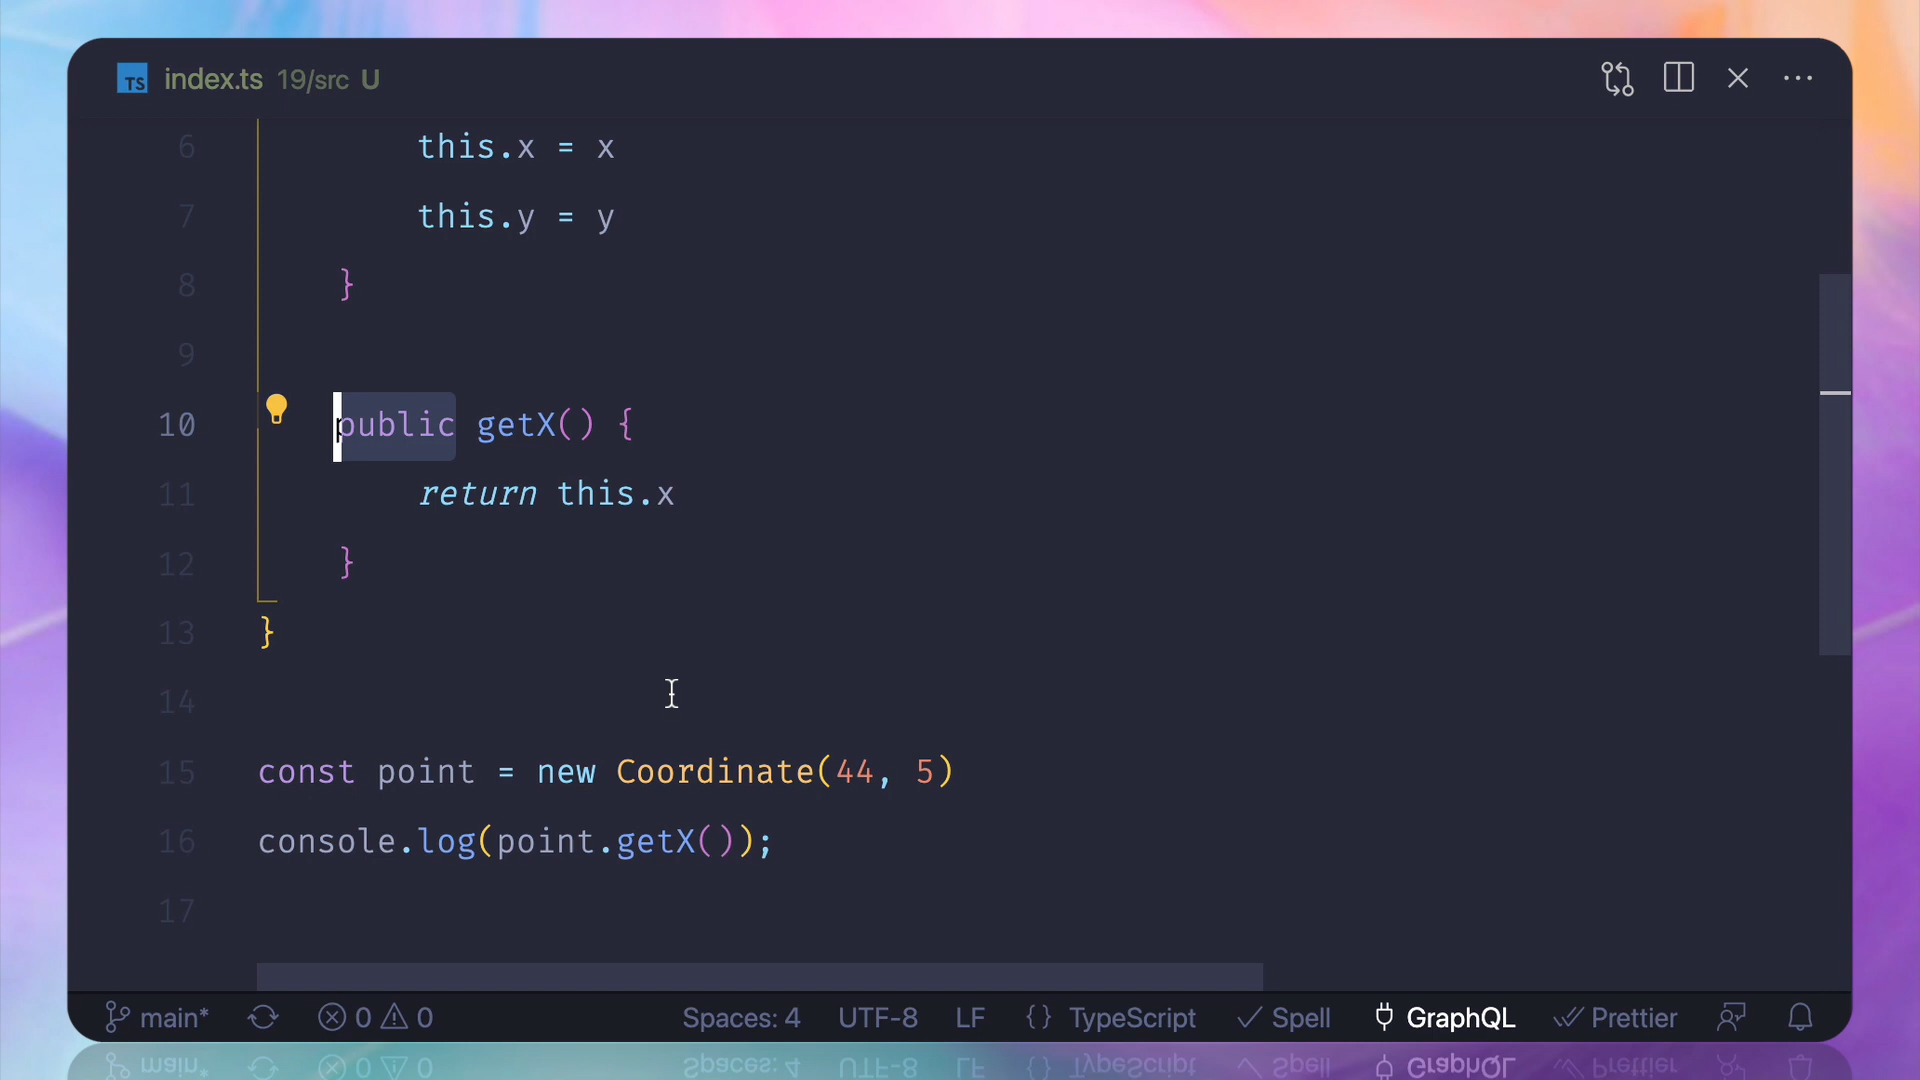 TS index.ts 19/src U
6 this.x = x
7 this.y = y
8 }
9
10 public getX() {
11 return this.x
12 }
13 }
14
15 const point = new Coordinate(44, 5)
16 console.log(point.getX());
17
main* 0 0 Spaces: 4 UTF-8 LF {} TypeScript Spell GraphQL Prettier